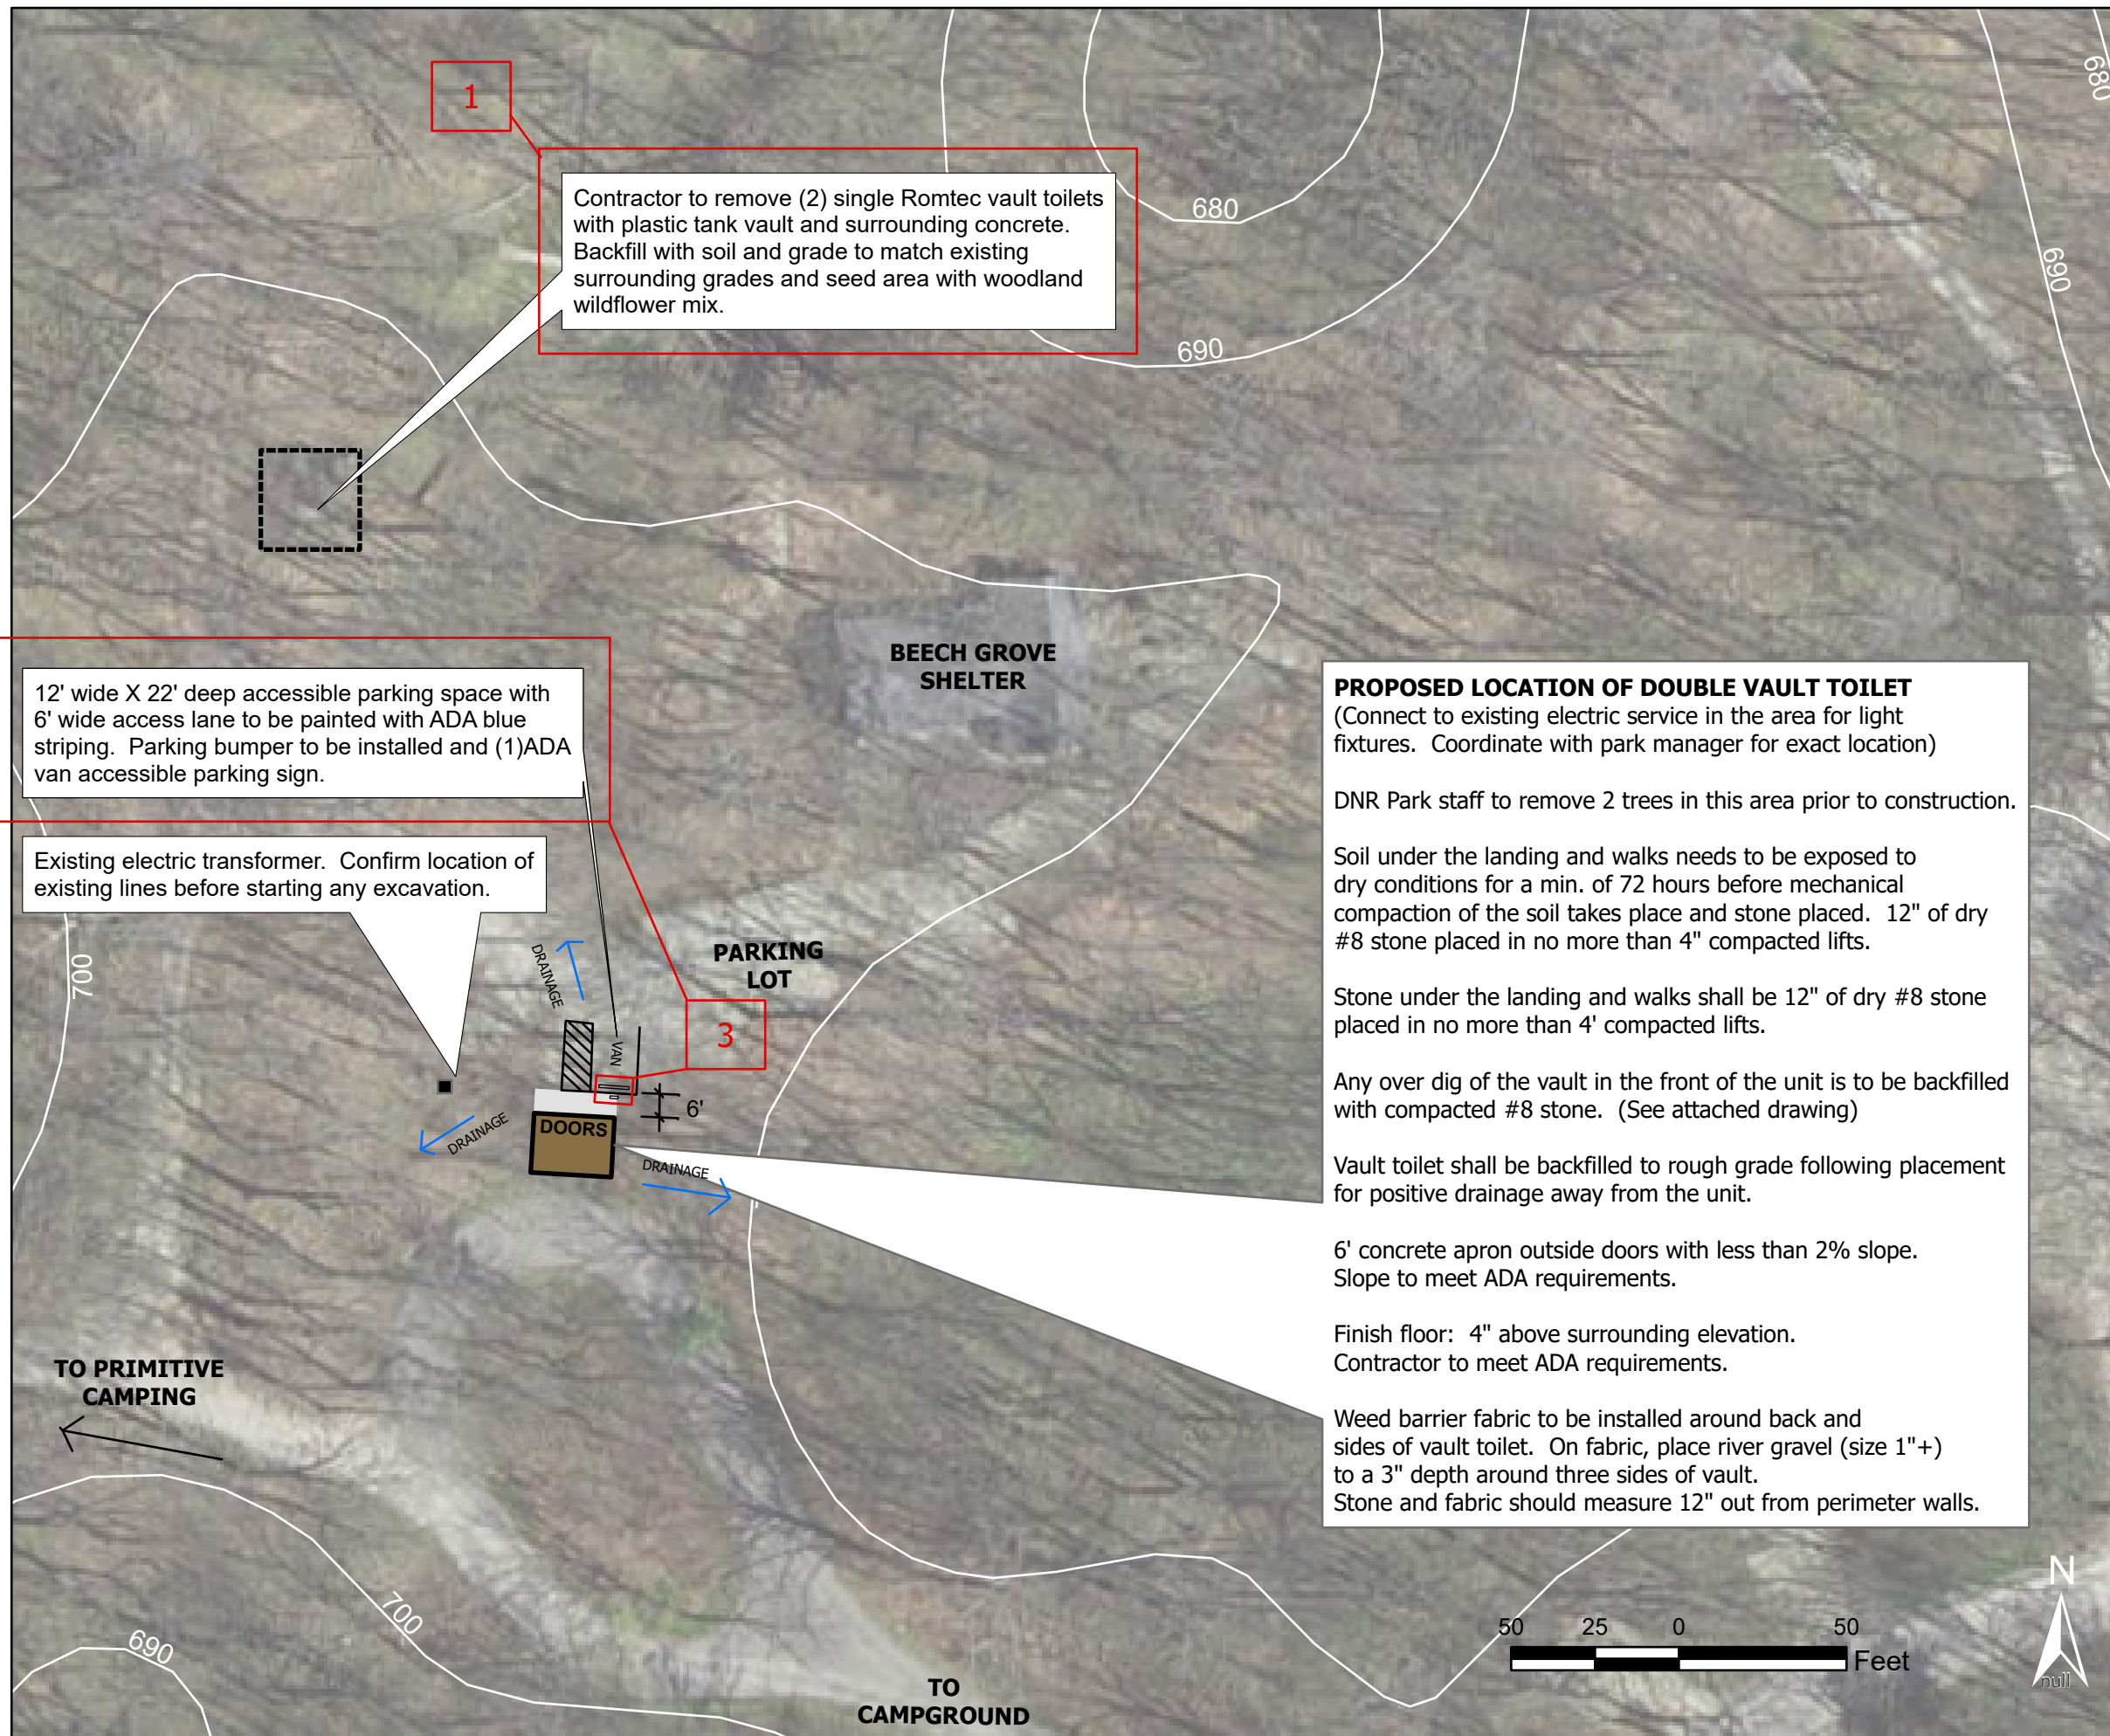 1
Contractor to remove (2) single Romtec vault toilets
with plastic tank vault and surrounding concrete.
Backfill with soil and grade to match existing
surrounding grades and seed area with woodland
wildflower mix.
680
690
680
690
BEECH GROVE
SHELTER
12' wide X 22' deep accessible parking space with
6' wide access lane to be painted with ADA blue
striping.  Parking bumper to be installed and (1)ADA
van accessible parking sign.
Existing electric transformer.  Confirm location of
existing lines before starting any excavation.
700
DRAINAGE
PARKING
LOT
VAN
3
6'
DOORS
DRAINAGE
DRAINAGE
PROPOSED LOCATION OF DOUBLE VAULT TOILET
(Connect to existing electric service in the area for light
fixtures.  Coordinate with park manager for exact location)
DNR Park staff to remove 2 trees in this area prior to construction.
Soil under the landing and walks needs to be exposed to
dry conditions for a min. of 72 hours before mechanical
compaction of the soil takes place and stone placed.  12" of dry
#8 stone placed in no more than 4" compacted lifts.
Stone under the landing and walks shall be 12" of dry #8 stone
placed in no more than 4' compacted lifts.
Any over dig of the vault in the front of the unit is to be backfilled
with compacted #8 stone.  (See attached drawing)
Vault toilet shall be backfilled to rough grade following placement
for positive drainage away from the unit.
6' concrete apron outside doors with less than 2% slope.
Slope to meet ADA requirements.
Finish floor:  4" above surrounding elevation.
Contractor to meet ADA requirements.
Weed barrier fabric to be installed around back and
sides of vault toilet.  On fabric, place river gravel (size 1"+)
to a 3" depth around three sides of vault.
Stone and fabric should measure 12" out from perimeter walls.
TO PRIMITIVE
CAMPING
700
690
TO
CAMPGROUND
50 25 0 50
Feet
N
null